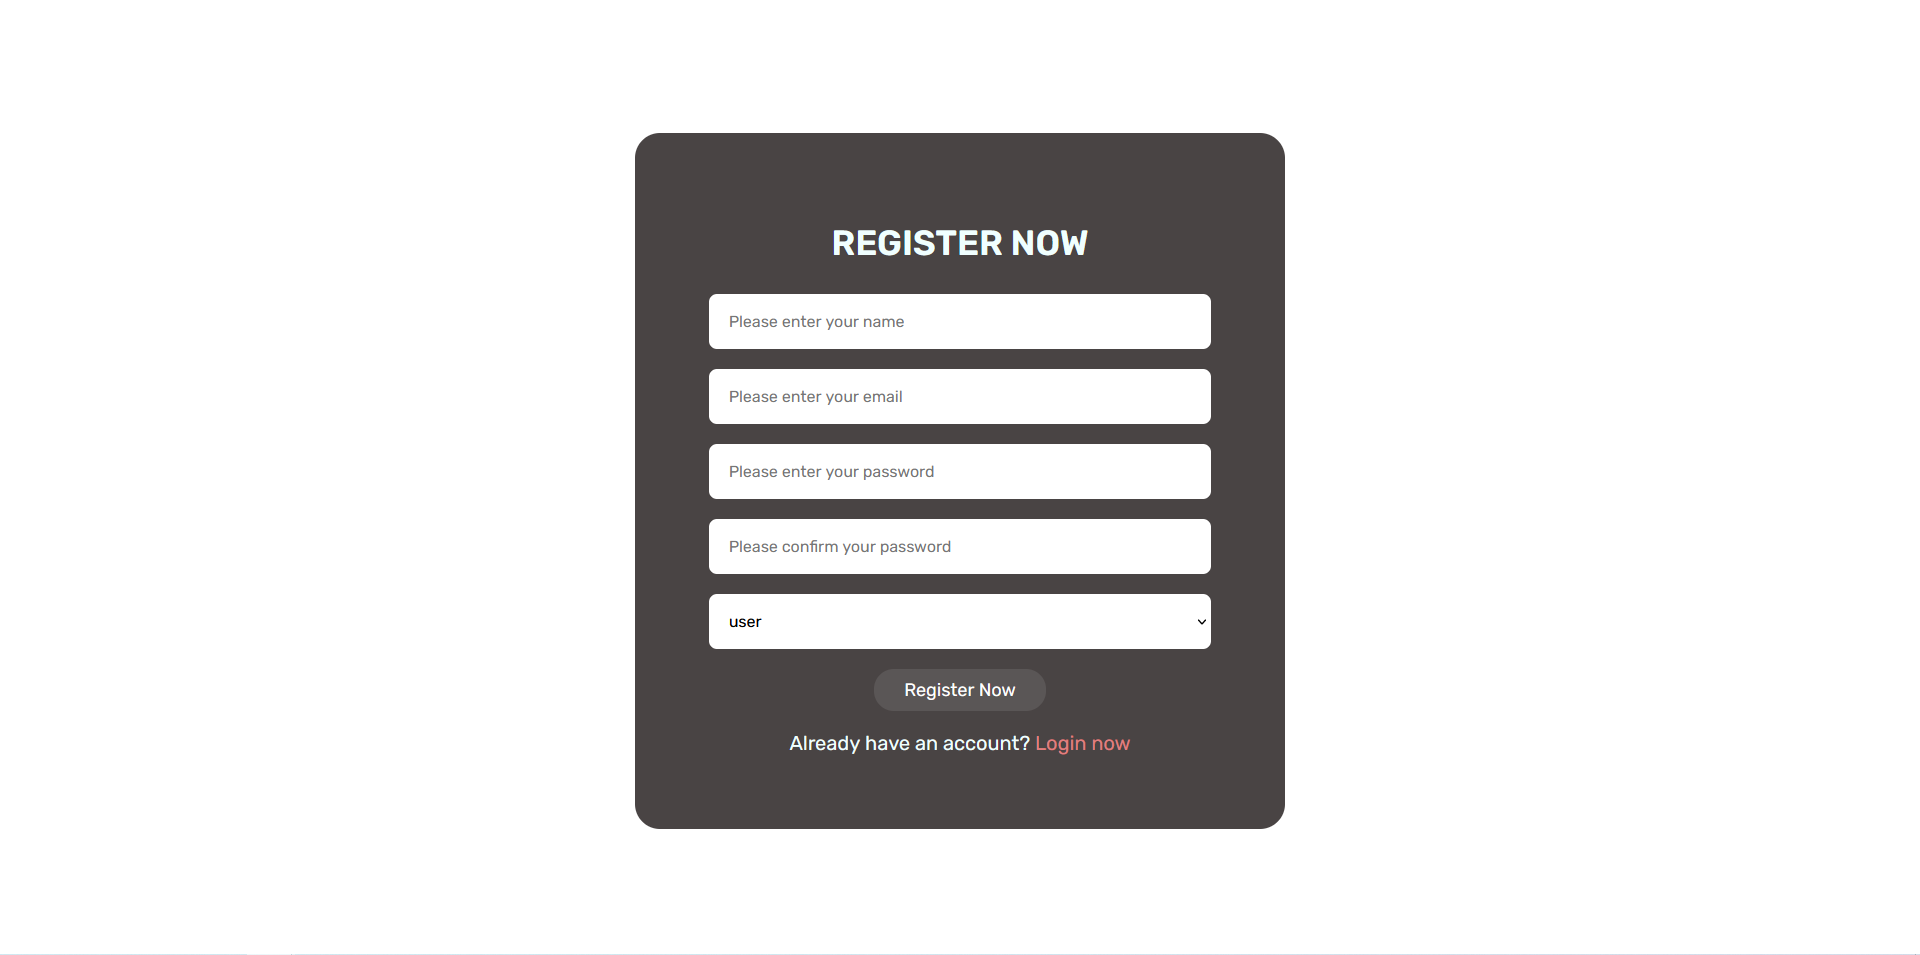 REGISTER NOW
Please enter your name
Please enter your email
Please enter your password
Please confirm your password
user
Register Now
Already have an account? Login now